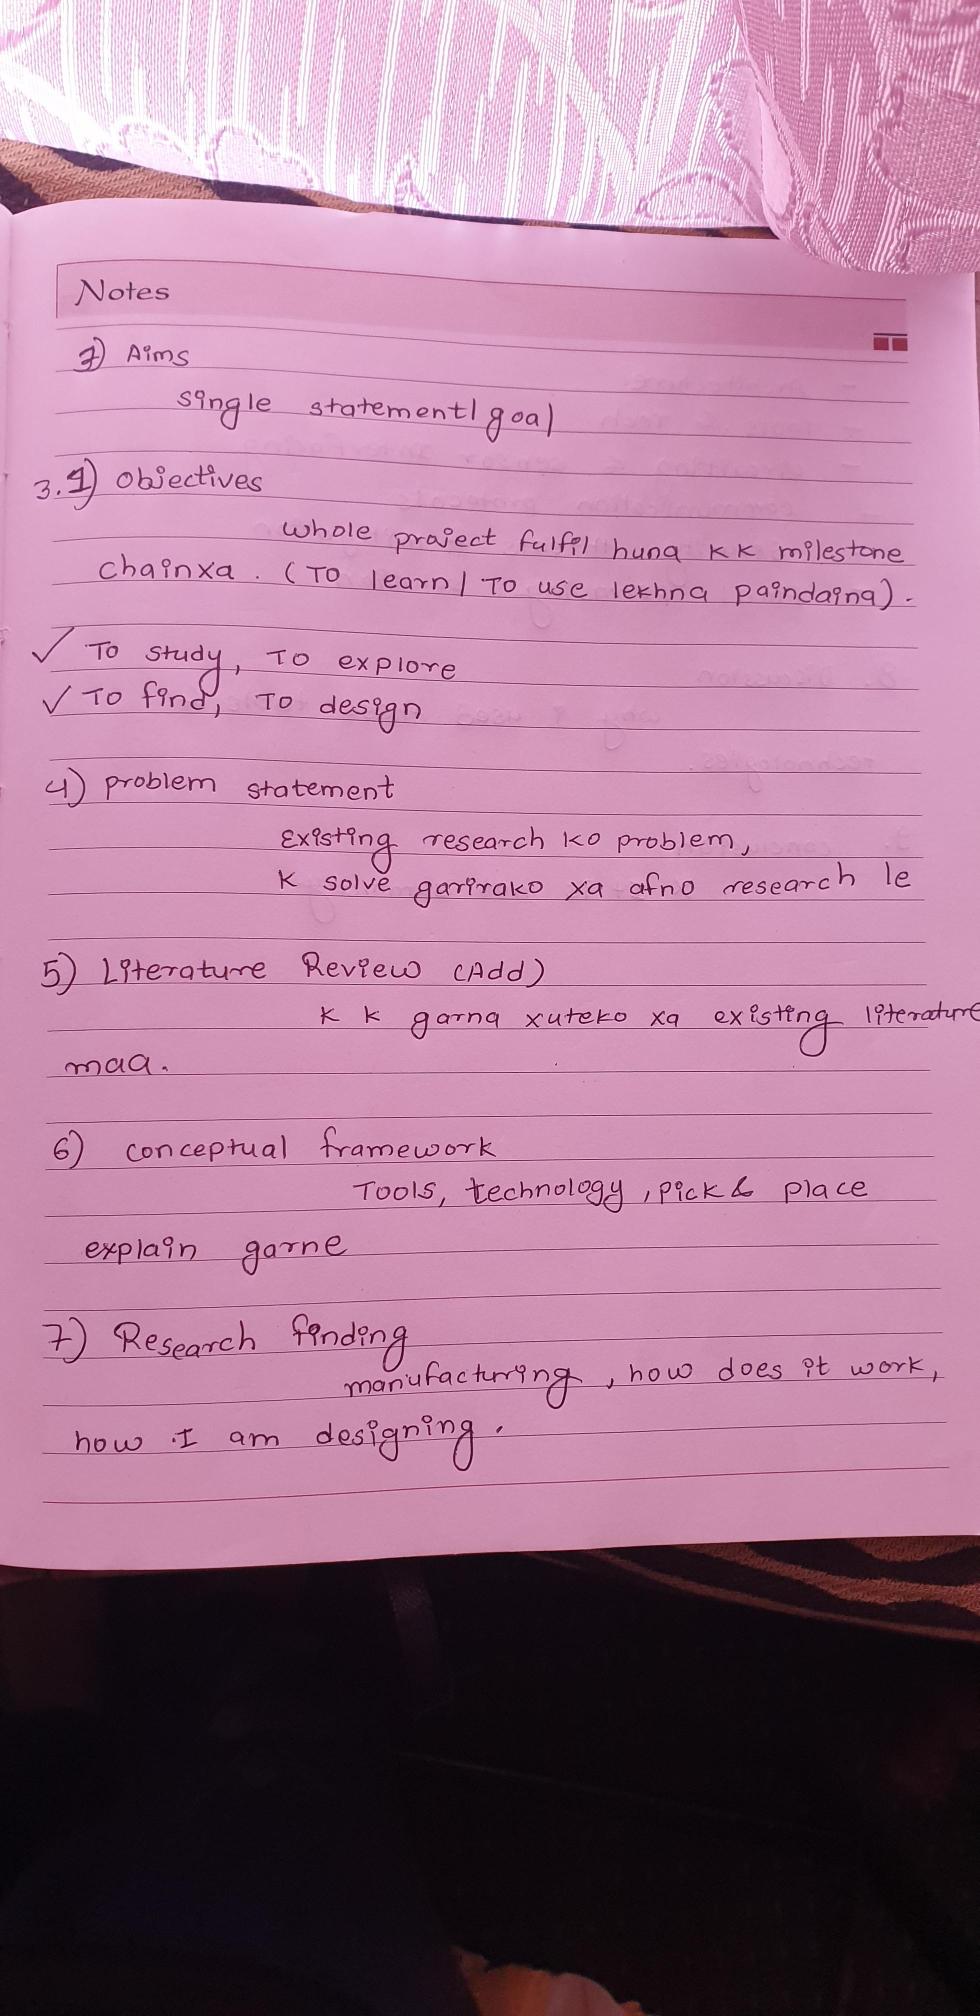 Notes
3) Aims
single statement/goal
3.1) Objectives
Whole project fulfil huna KK milestone
chainxa. (To learn/To use lekhna paindaina).
✓ To study, To explore
✓ To find, To design
4) problem statement
Existing research ko problem,
K solve garirako xa afno research le
5) Literature Review (Add)
K k garna xuteko xa existing literature
maa.
6) conceptual framework
Tools, technology, pick & place
explain garne
7) Research finding
manufacturing, how does it work,
how I am designing.